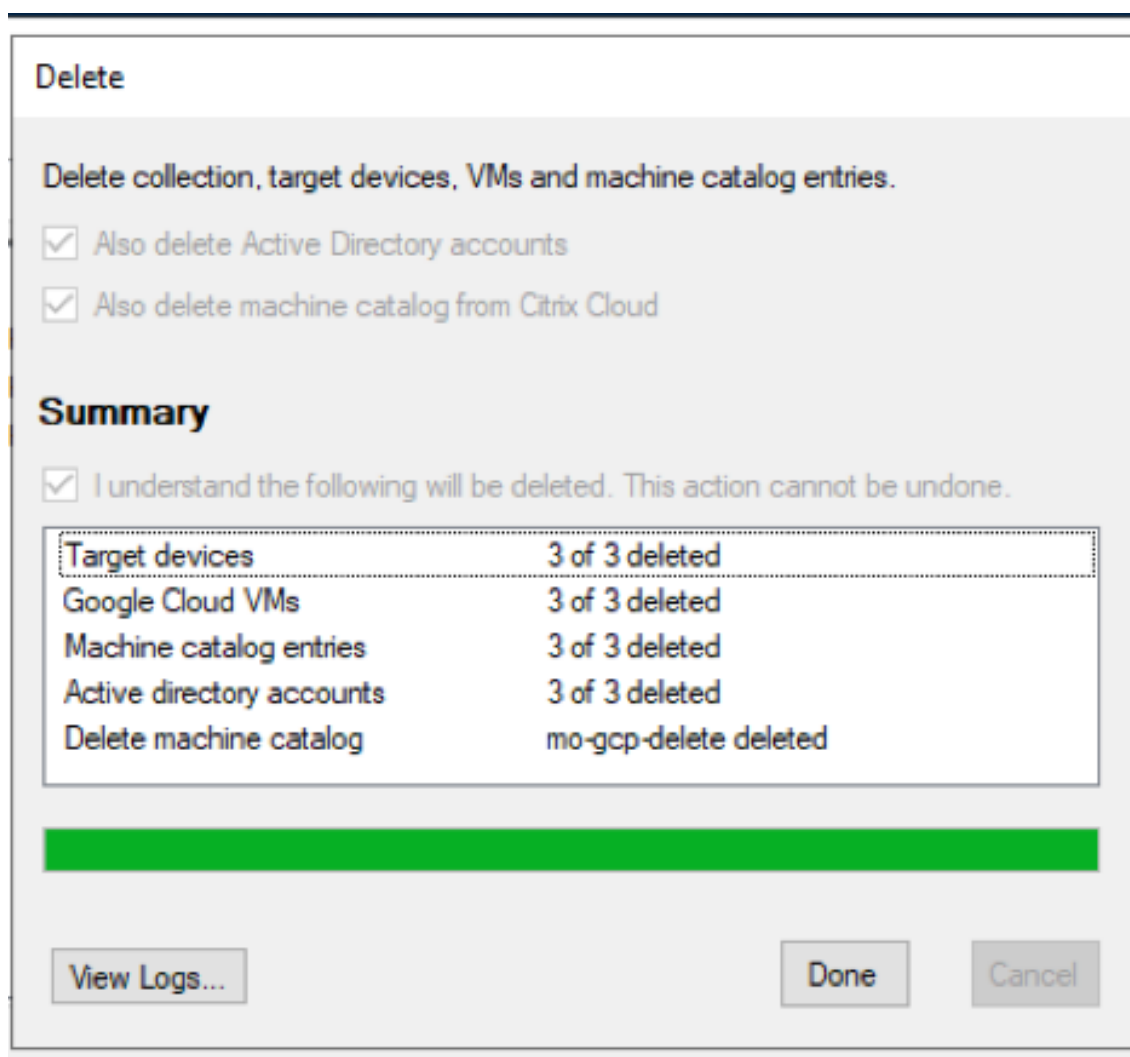 Delete
Delete collection, target devices, VMs and machine catalog entries.
Also delete Active Directory accounts
Also delete machine catalog from Citrix Cloud
Summary
I understand the following will be deleted. This action cannot be undone.
Target devices 3 of 3 deleted
Google Cloud VMs 3 of 3 deleted
Machine catalog entries 3 of 3 deleted
Active directory accounts 3 of 3 deleted
Delete machine catalog mo-gcp-delete deleted
View Logs... Done Cancel